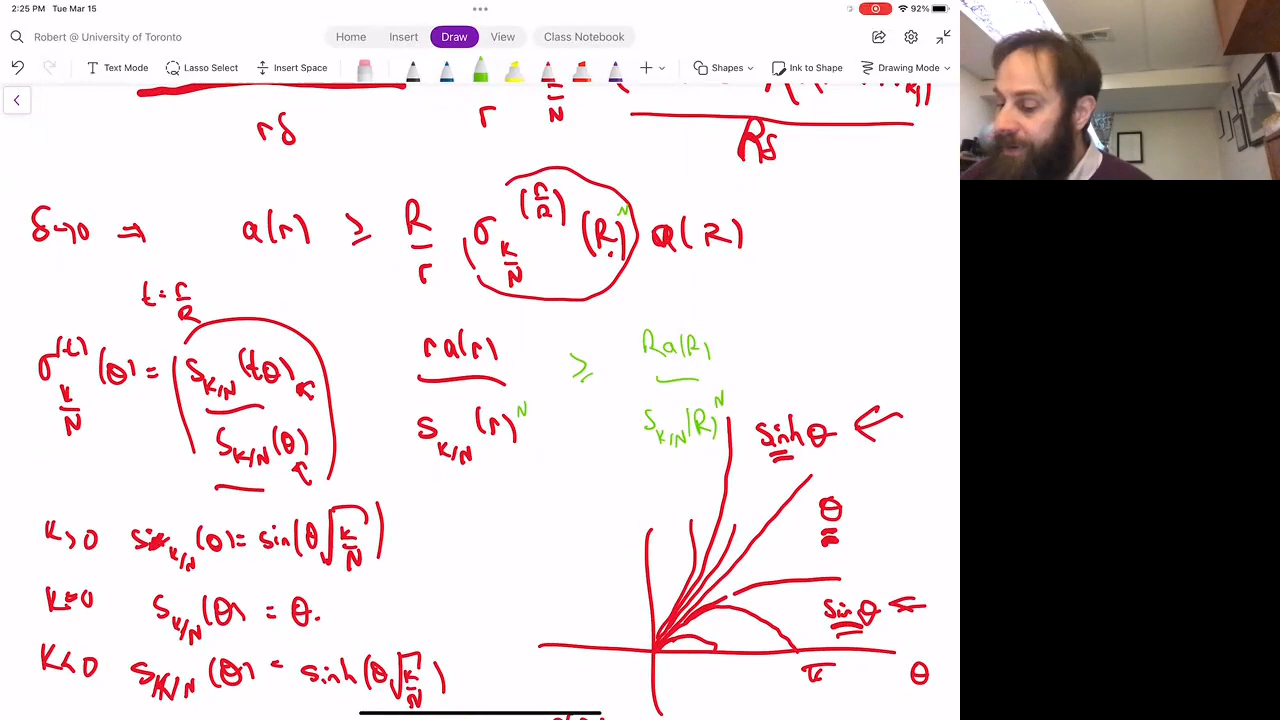 2:25 PM Tue Mar 15
92%
Robert @ University of Toronto
Home Insert Draw View Class Notebook
Text Mode Lasso Select Insert Space Shapes Ink to Shape Drawing Mode
rδ r K/N Rδ
δ→0 ⇒ a(r) ≥ R/r σ_{K/N}^{(r/R)} (R)^N a(R)
t = r/R
σ_{K/N}^{(t)} (θ) = S_{K/N}(tθ) / S_{K/N}(θ)
r a(r) / S_{K/N}(r)^N ≥ R a(R) / S_{K/N}(R)^N
sinh θ
θ
sin θ
π θ
K>0 S_{K/N}(θ) = sin(θ√(K/N))
K=0 S_{K/N}(θ) = θ.
K<0 S_{K/N}(θ) = sinh(θ√(K/N))